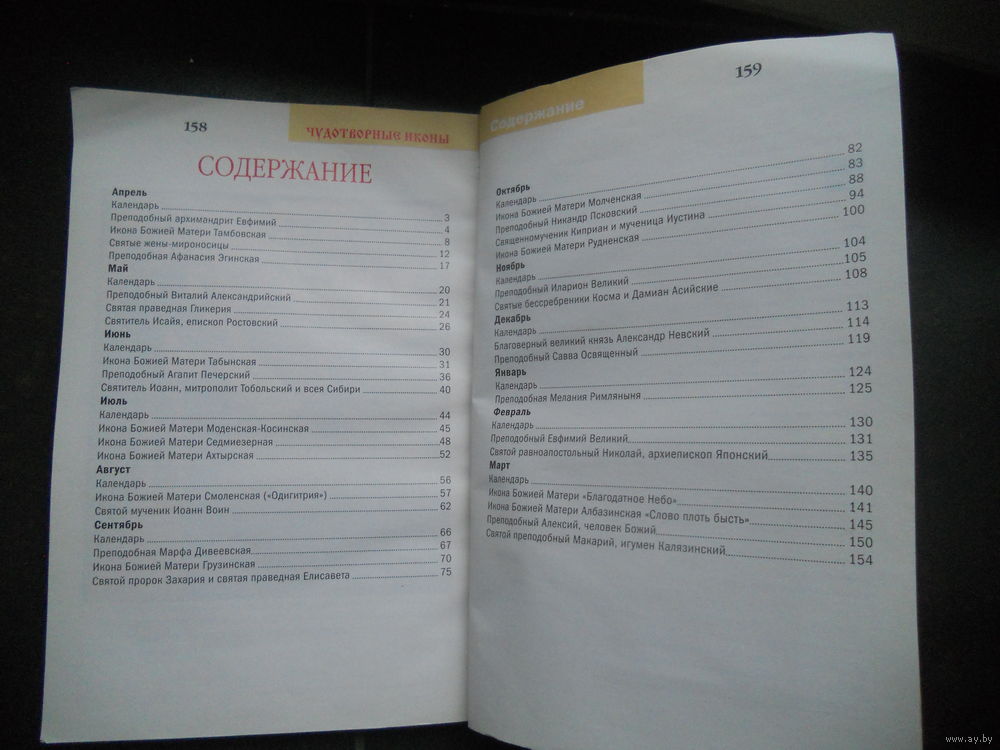 158
ЧУДОТВОРНЫЕ ИКОНЫ
СОДЕРЖАНИЕ
Апрель
Календарь 3
Преподобный архимандрит Евфимий 4
Икона Божией Матери Тамбовская 8
Святые жены-мироносицы 12
Преподобная Афанасия Эгинская 17
Май
Календарь 20
Преподобный Виталий Александрийский 21
Святая праведная Гликерия 24
Святитель Исайя, епископ Ростовский 26
Июнь
Календарь 30
Икона Божией Матери Табынская 31
Преподобный Агапит Печерский 36
Святитель Иоанн, митрополит Тобольский и всея Сибири 40
Июль
Календарь 44
Икона Божией Матери Моденская-Косинская 45
Икона Божией Матери Седмиезерная 48
Икона Божией Матери Ахтырская 52
Август
Календарь 56
Икона Божией Матери Смоленская («Одигитрия») 57
Святой мученик Иоанн Воин 62
Сентябрь
Календарь 66
Преподобная Марфа Дивеевская 67
Икона Божией Матери Грузинская 70
Святой пророк Захария и святая праведная Елисавета 75
Содержание
159
Октябрь
Календарь 82
Икона Божией Матери Молченская 83
Преподобный Никандр Псковский 88
Священномученик Киприан и мученица Иустина 94
Икона Божией Матери Рудненская 100
Ноябрь
Календарь 104
Преподобный Иларион Великий 105
Святые бессребреники Косма и Дамиан Асийские 108
Декабрь
Календарь 113
Благоверный великий князь Александр Невский 114
Преподобный Савва Освященный 119
Январь
Календарь 124
Преподобная Мелания Римляныня 125
Февраль
Календарь 130
Преподобный Евфимий Великий 131
Святой равноапостольный Николай, архиепископ Японский 135
Март
Календарь 140
Икона Божией Матери «Благодатное Небо» 141
Икона Божией Матери Албазинская «Слово плоть бысть» 145
Преподобный Алексий, человек Божий 150
Святой преподобный Макарий, игумен Калязинский 154
www.ay.by